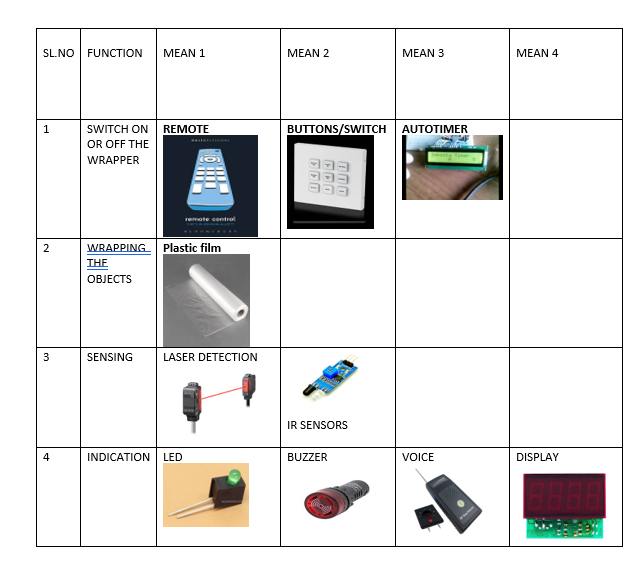 SL.NO FUNCTION MEAN 1 MEAN 2 MEAN 3 MEAN 4
1 SWITCH ON REMOTE BUTTONS/SWITCH AUTOTIMER
OR OFF THE
WRAPPER
remote control
2 WRAPPING Plastic film
THE
OBJECTS
3 SENSING LASER DETECTION
IR SENSORS
4 INDICATION LED BUZZER VOICE DISPLAY